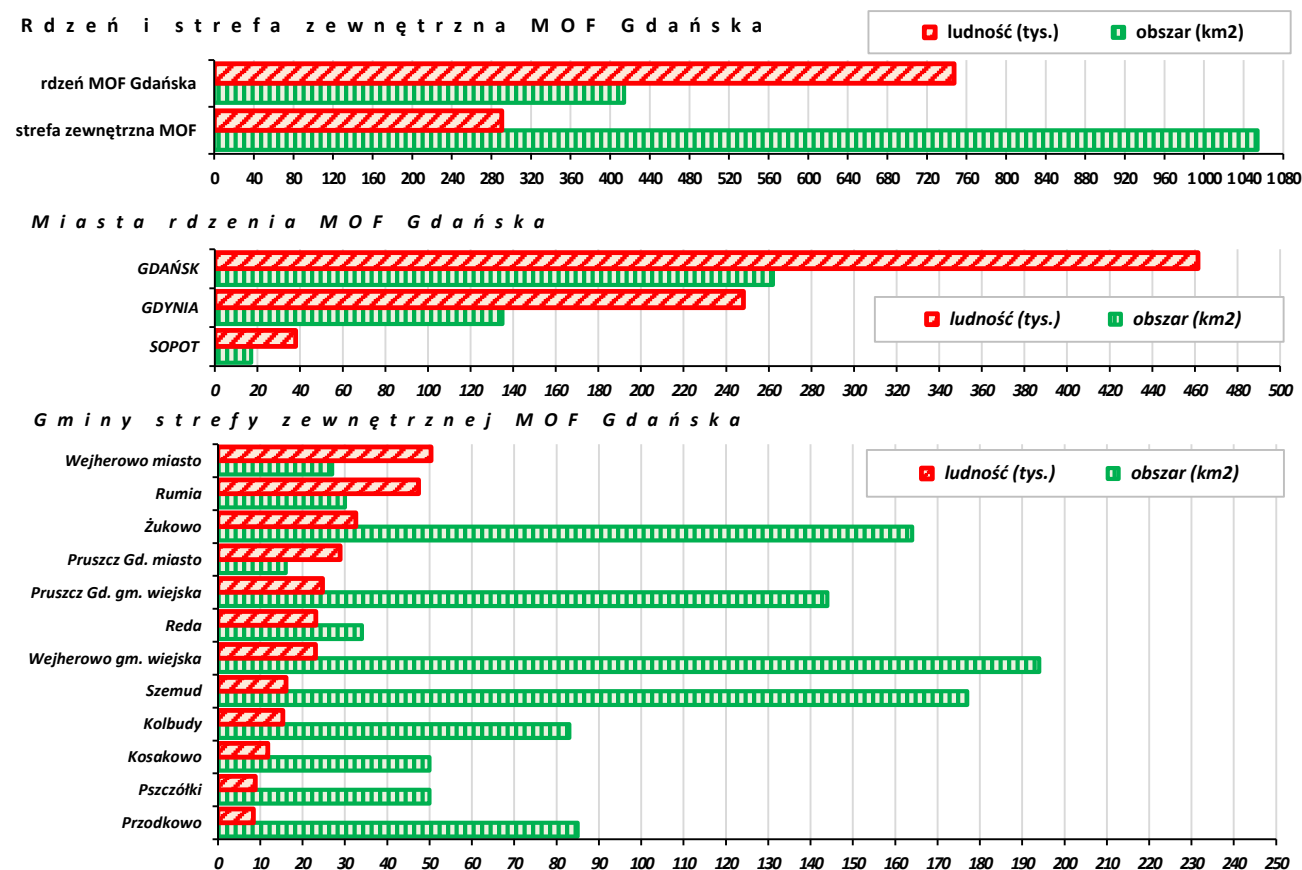 Rdzeń i strefa zewnętrzna MOF Gdańska
ludność (tys.) obszar (km2)
rdzeń MOF Gdańska
strefa zewnętrzna MOF
0 40 80 120 160 200 240 280 320 360 400 440 480 520 560 600 640 680 720 760 800 840 880 920 960 1 000 1 040 1 080
Miasta rdzenia MOF Gdańska
GDAŃSK
GDYNIA
ludność (tys.) obszar (km2)
SOPOT
0 20 40 60 80 100 120 140 160 180 200 220 240 260 280 300 320 340 360 380 400 420 440 460 480 500
Gminy strefy zewnętrznej MOF Gdańska
Wejherowo miasto
ludność (tys.) obszar (km2)
Rumia
Żukowo
Pruszcz Gd. miasto
Pruszcz Gd. gm. wiejska
Reda
Wejherowo gm. wiejska
Szemud
Kolbudy
Kosakowo
Pszczółki
Przodkowo
0 10 20 30 40 50 60 70 80 90 100 110 120 130 140 150 160 170 180 190 200 210 220 230 240 250